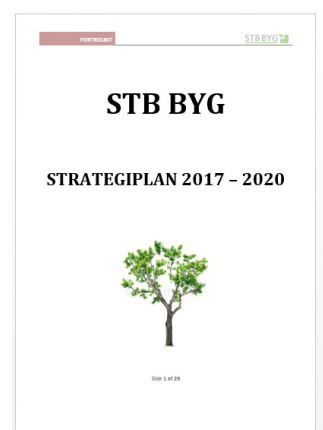 FORTROLIGT
STB BYG
STB BYG
STRATEGIPLAN 2017 – 2020
Side 1 af 29